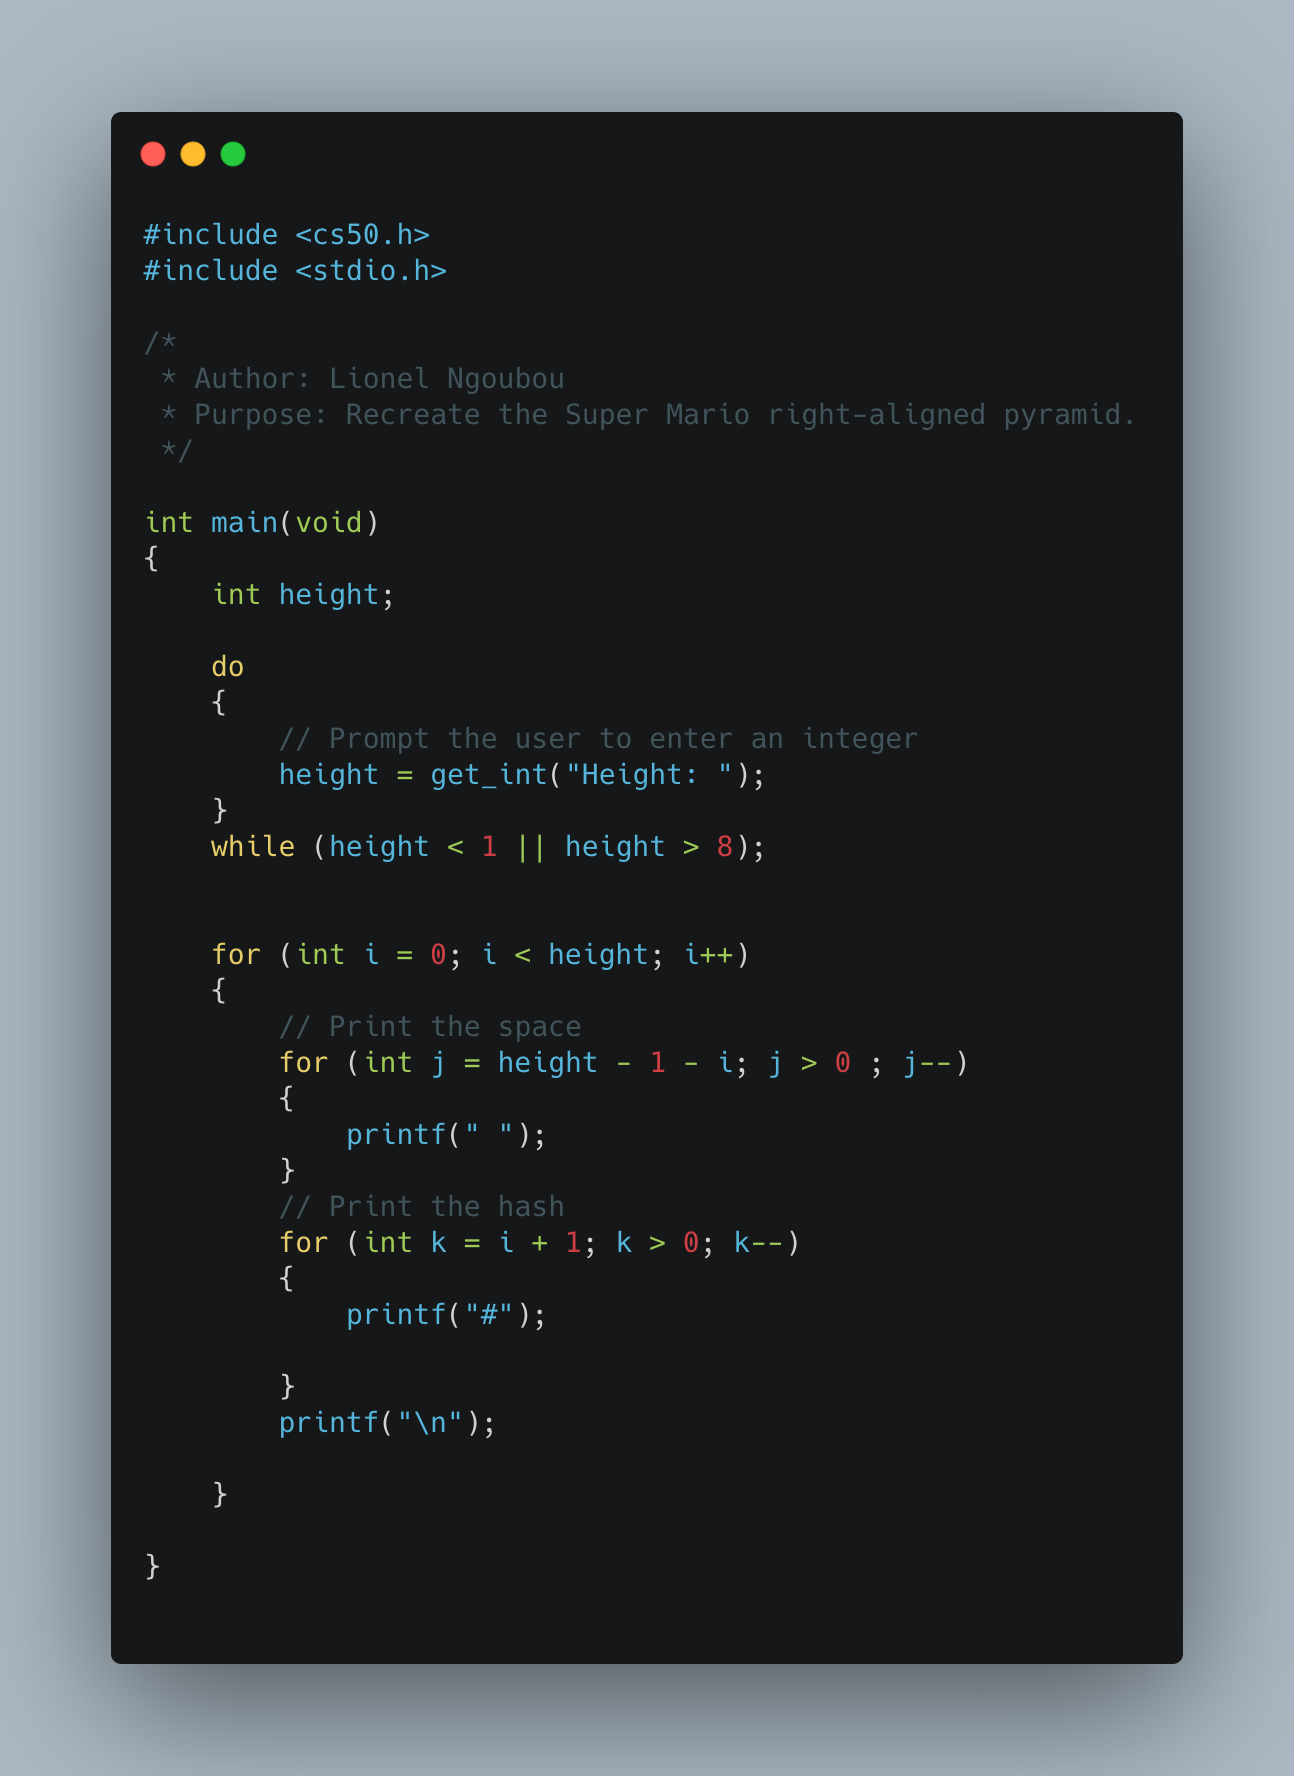 #include <cs50.h>
#include <stdio.h>

/*
 * Author: Lionel Ngoubou
 * Purpose: Recreate the Super Mario right-aligned pyramid.
 */

int main(void)
{
    int height;

    do
    {
        // Prompt the user to enter an integer
        height = get_int("Height: ");
    }
    while (height < 1 || height > 8);


    for (int i = 0; i < height; i++)
    {
        // Print the space
        for (int j = height - 1 - i; j > 0 ; j--)
        {
            printf(" ");
        }
        // Print the hash
        for (int k = i + 1; k > 0; k--)
        {
            printf("#");

        }
        printf("\n");

    }

}